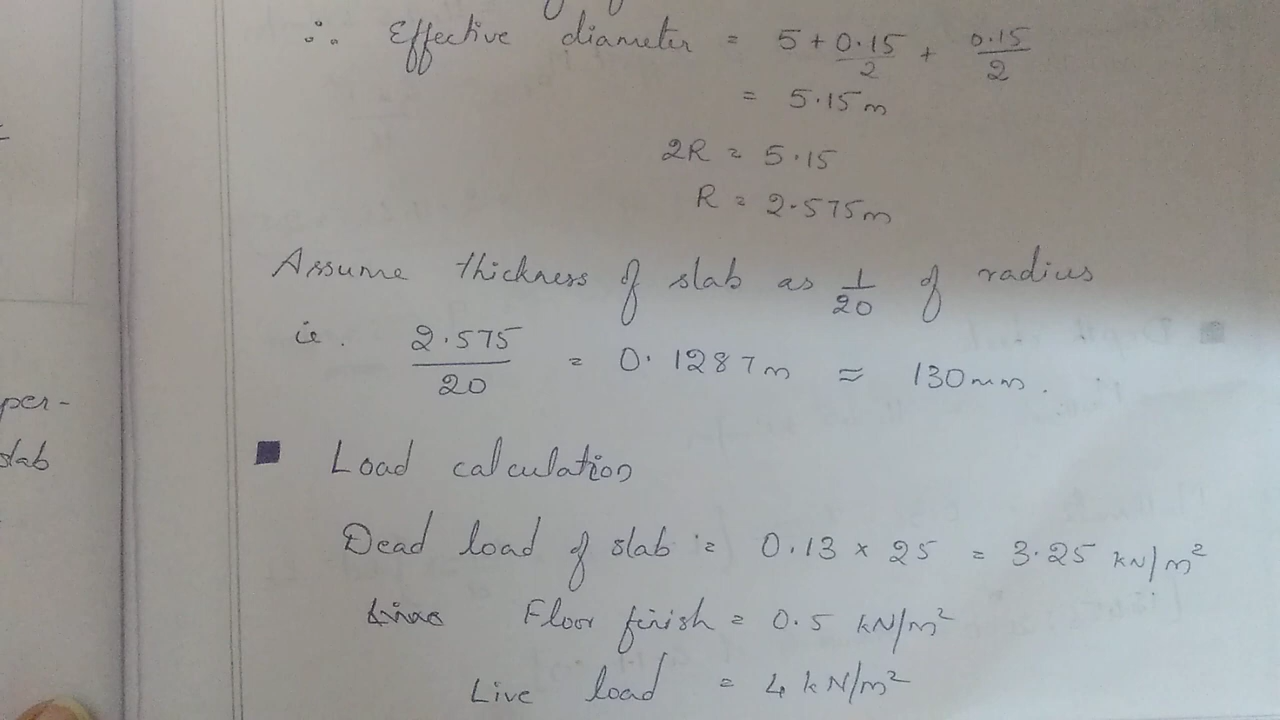 ∴ Effective diameter = 5 + 0.15/2 + 0.15/2
= 5.15 m
2R = 5.15
R = 2.575 m
Assume thickness of slab as 1/20 of radius
ie. 2.575/20 = 0.1287 m ≈ 130 mm.
per-
slab
■ Load calculation
Dead load of slab = 0.13 × 25 = 3.25 kN/m²
Floor finish = 0.5 kN/m²
Live load = 4 kN/m²